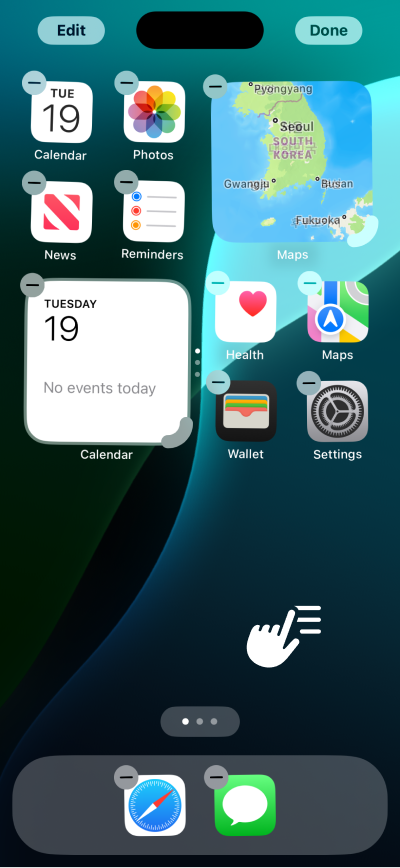 Edit
Done
TUE
19
Calendar
Photos
Pyongyang
Seoul
SOUTH
KOREA
Gwangju
Busan
Fukuoka
Maps
News
Reminders
TUESDAY
19
No events today
Calendar
Health
Maps
Wallet
Settings